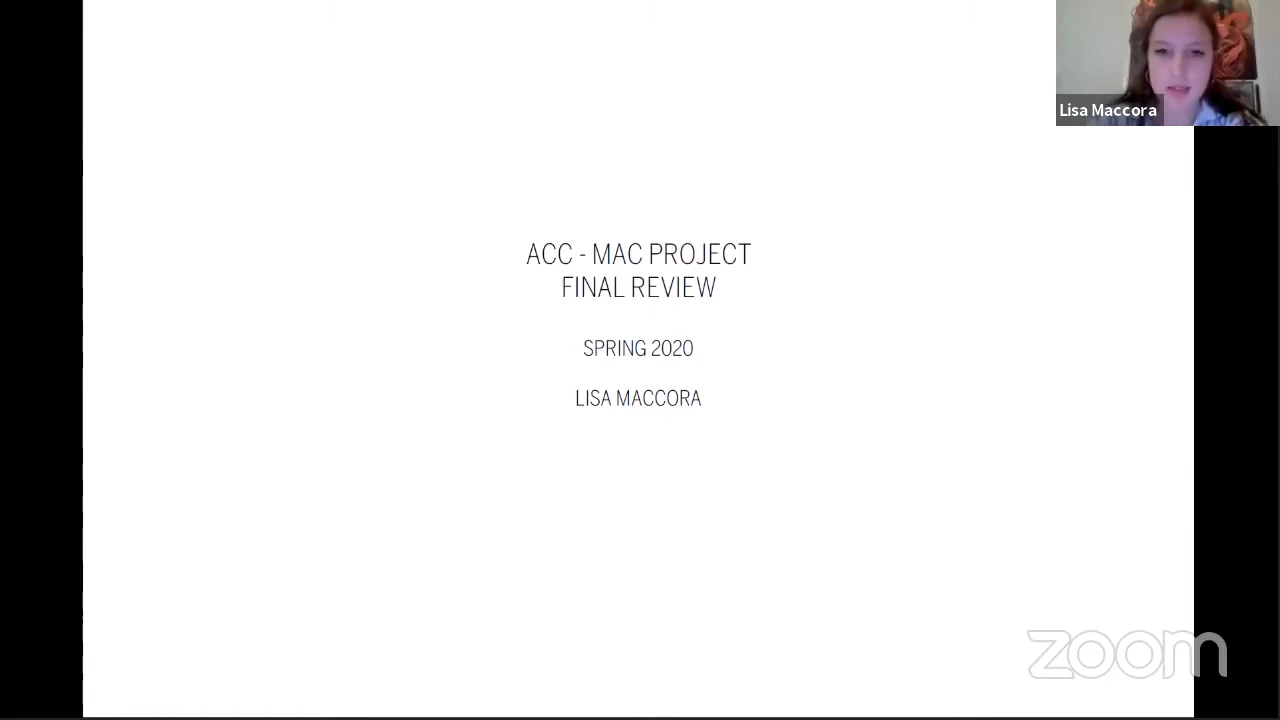 Lisa Maccora
ACC - MAC PROJECT
FINAL REVIEW
SPRING 2020
LISA MACCORA
zoom